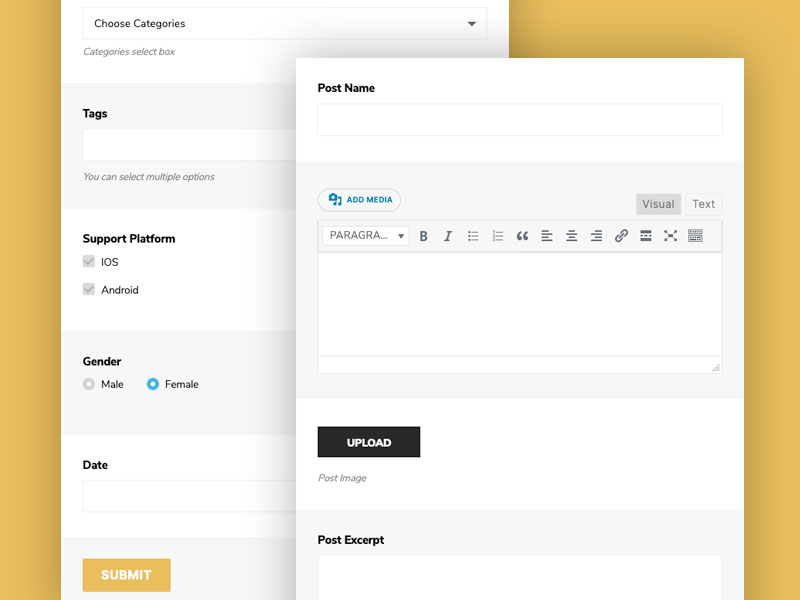 Choose Categories
Categories select box
Tags
You can select multiple options
Support Platform
IOS
Android
Gender
Male Female
Date
SUBMIT
Post Name
ADD MEDIA
Visual Text
PARAGRA...
B I
UPLOAD
Post Image
Post Excerpt